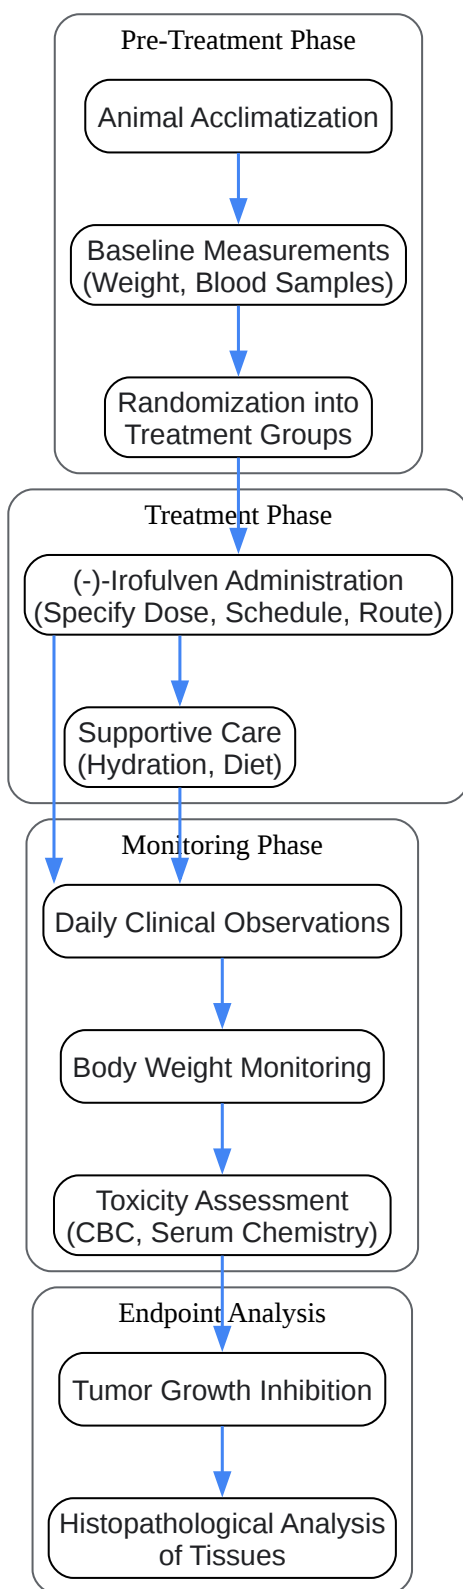 Pre-Treatment Phase
Animal Acclimatization
Baseline Measurements
(Weight, Blood Samples)
Randomization into
Treatment Groups
Treatment Phase
(-)-Irofulven Administration
(Specify Dose, Schedule, Route)
Supportive Care
(Hydration, Diet)
Monitoring Phase
Daily Clinical Observations
Body Weight Monitoring
Toxicity Assessment
(CBC, Serum Chemistry)
Endpoint Analysis
Tumor Growth Inhibition
Histopathological Analysis
of Tissues